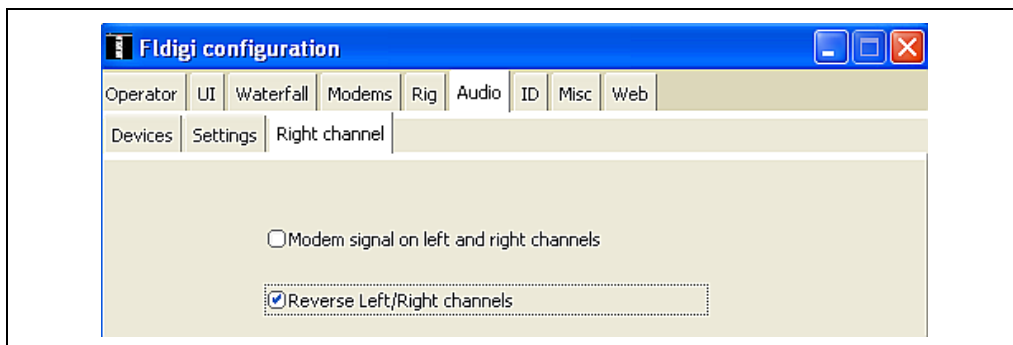 Fldigi configuration
Operator UI Waterfall Modems Rig Audio ID Misc Web
Devices Settings Right channel
Modem signal on left and right channels
Reverse Left/Right channels